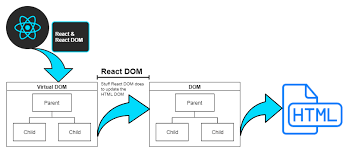 React &
React DOM
React DOM
Virtual DOM
Stuff React DOM does
to update the
HTML DOM
DOM
Parent
Parent
Child
Child
Child
Child
HTML